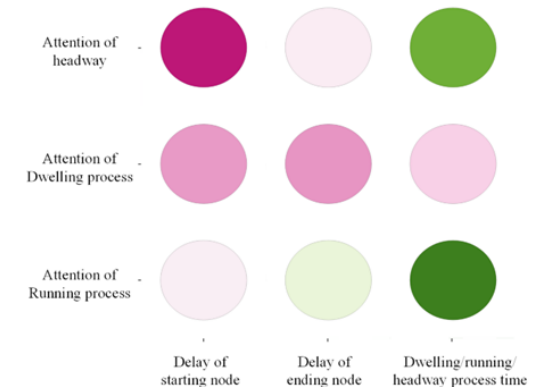 Attention of
headway
Attention of
Dwelling process
Attention of
Running process
Delay of
starting node
Delay of
ending node
Dwelling/running/
headway process time